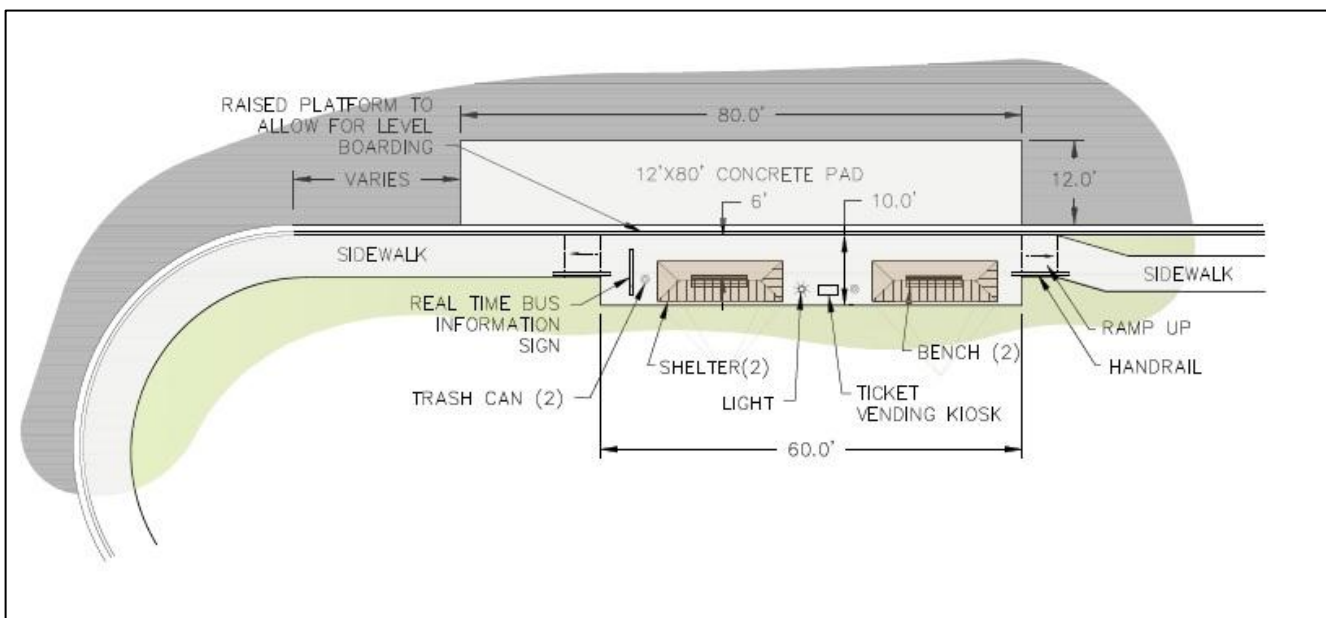 RAISED PLATFORM TO
ALLOW FOR LEVEL
BOARDING
80.0'
VARIES
12'X80' CONCRETE PAD
12.0'
6'
10.0'
SIDEWALK
SIDEWALK
REAL TIME BUS
INFORMATION
SIGN
RAMP UP
SHELTER(2)
BENCH (2)
HANDRAIL
TRASH CAN (2)
LIGHT
TICKET
VENDING KIOSK
60.0'